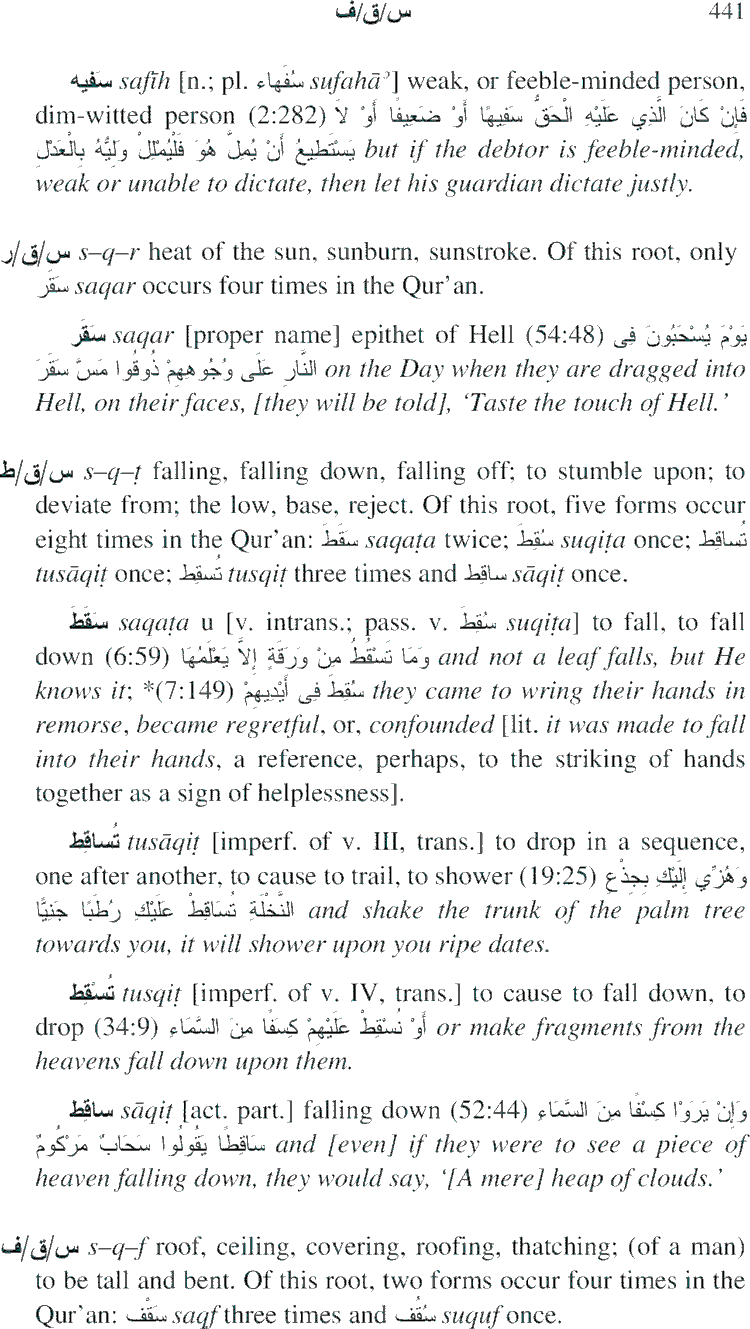 س/ق/ف 441
سَفيه safīh [n.; pl. سُفَهاء sufahāʾ] weak, or feeble-minded person,
dim-witted person (2:282) فَإِنْ كَانَ الَّذِي عَلَيْهِ الْحَقُّ سَفِيهًا أَوْ ضَعِيفًا أَوْ لاَ
يَسْتَطِيعُ أَنْ يُمِلَّ هُوَ فَلْيُمْلِلْ وَلِيُّهُ بِالْعَدْلِ but if the debtor is feeble-minded,
weak or unable to dictate, then let his guardian dictate justly.
س/ق/ر s–q–r heat of the sun, sunburn, sunstroke. Of this root, only
سَقَر saqar occurs four times in the Qur’an.
سَقَر saqar [proper name] epithet of Hell (54:48) يَوْمَ يُسْحَبُونَ فِى
النَّارِ عَلَى وُجُوهِهِمْ ذُوقُوا مَسَّ سَقَرَ on the Day when they are dragged into
Hell, on their faces, [they will be told], ‘Taste the touch of Hell.’
س/ق/ط s–q–ṭ falling, falling down, falling off; to stumble upon; to
deviate from; the low, base, reject. Of this root, five forms occur
eight times in the Qur’an: سَقَطَ saqaṭa twice; سُقِطَ suqiṭa once; تُساقِط
tusāqiṭ once; تُسقِط tusqiṭ three times and ساقِط sāqiṭ once.
سَقَطَ saqaṭa u [v. intrans.; pass. v. سُقِطَ suqiṭa] to fall, to fall
down (6:59) وَمَا تَسْقُطُ مِنْ وَرَقَةٍ إِلاَّ يَعْلَمُهَا and not a leaf falls, but He
knows it; *(7:149) سُقِطَ فِى أَيْدِيهِمْ they came to wring their hands in
remorse, became regretful, or, confounded [lit. it was made to fall
into their hands, a reference, perhaps, to the striking of hands
together as a sign of helplessness].
تُساقِط tusāqiṭ [imperf. of v. III, trans.] to drop in a sequence,
one after another, to cause to trail, to shower (19:25) وَهُزِّي إِلَيْكِ بِجِذْعِ
النَّخْلَةِ تُسَاقِطْ عَلَيْكِ رُطَبًا جَنِيًّا and shake the trunk of the palm tree
towards you, it will shower upon you ripe dates.
تُسْقِط tusqiṭ [imperf. of v. IV, trans.] to cause to fall down, to
drop (34:9) أَوْ نُسْقِطْ عَلَيْهِمْ كِسَفًا مِنَ السَّمَاءِ or make fragments from the
heavens fall down upon them.
ساقِط sāqiṭ [act. part.] falling down (52:44) وَإِنْ يَرَوْا كِسْفًا مِنَ السَّمَاءِ
سَاقِطًا يَقُولُوا سَحَابٌ مَرْكُومٌ and [even] if they were to see a piece of
heaven falling down, they would say, ‘[A mere] heap of clouds.’
س/ق/ف s–q–f roof, ceiling, covering, roofing, thatching; (of a man)
to be tall and bent. Of this root, two forms occur four times in the
Qur’an: سَقْف saqf three times and سُقُف suquf once.